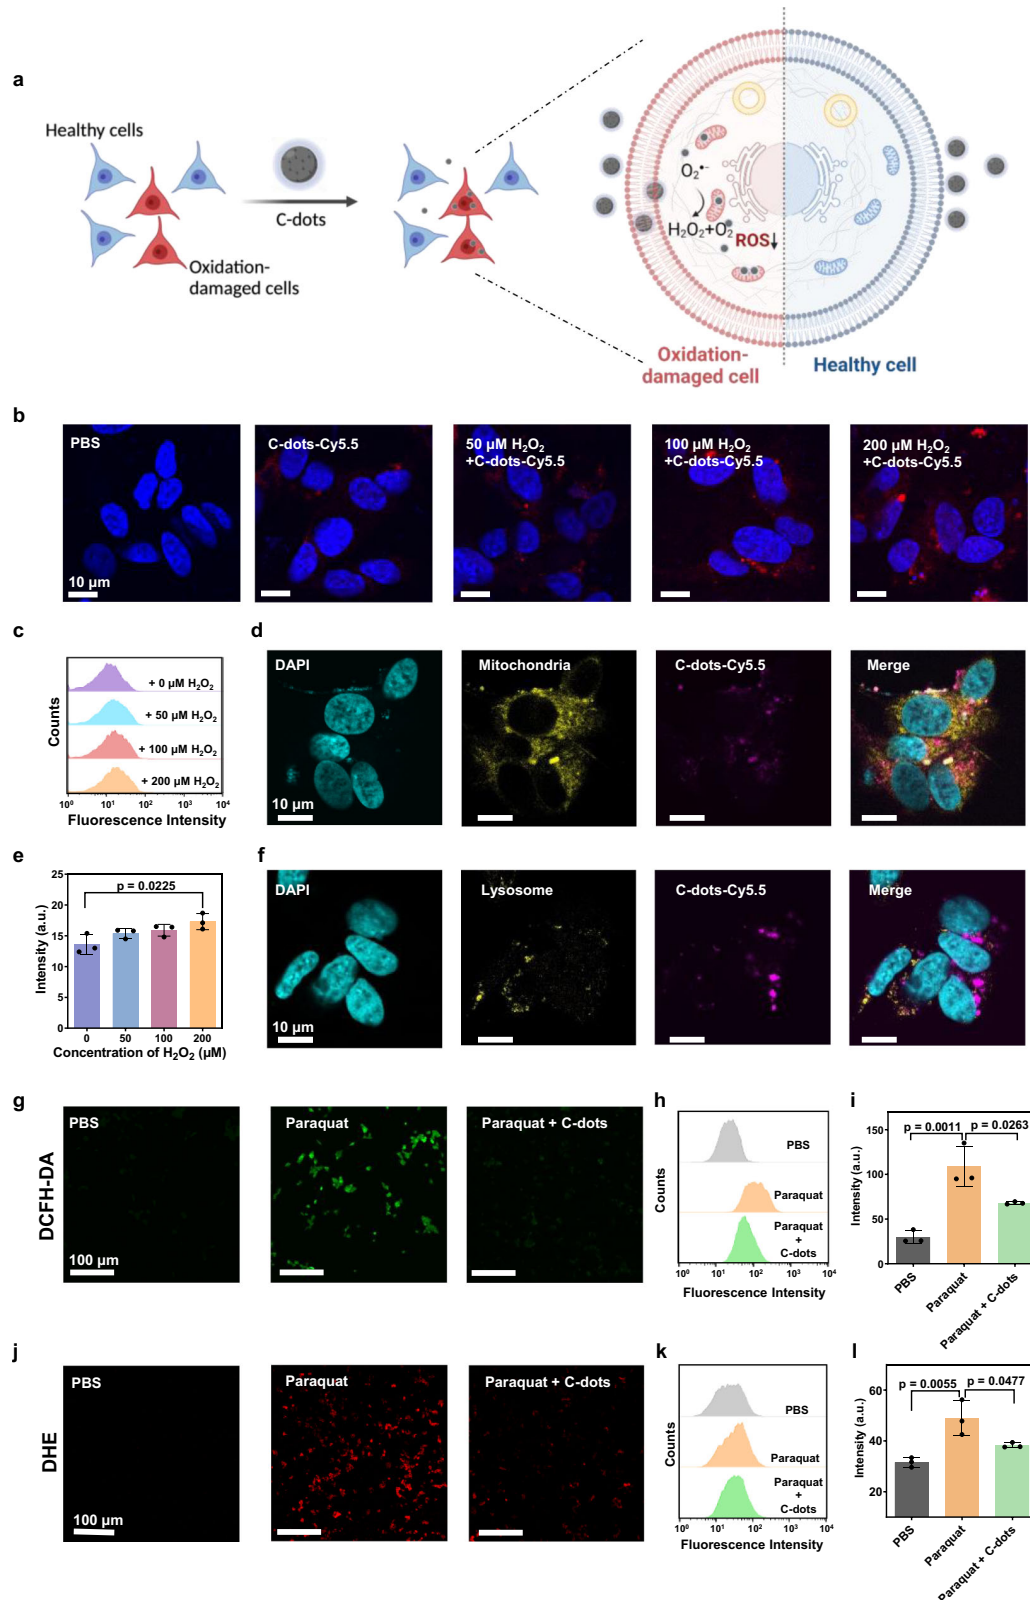 a
Healthy cells
C-dots
Oxidation-
damaged cells
O₂•−
H₂O₂+O₂
ROS↓
Oxidation-
damaged cell
Healthy cell
b
PBS
10 µm
C-dots-Cy5.5
50 µM H₂O₂
+C-dots-Cy5.5
100 µM H₂O₂
+C-dots-Cy5.5
200 µM H₂O₂
+C-dots-Cy5.5
c
Counts
+ 0 µM H₂O₂
+ 50 µM H₂O₂
+ 100 µM H₂O₂
+ 200 µM H₂O₂
10⁰ 10¹ 10² 10³ 10⁴
Fluorescence Intensity
d
DAPI
10 µm
Mitochondria
C-dots-Cy5.5
Merge
e
Intensity (a.u.)
25
20
15
10
5
0
p = 0.0225
0 50 100 200
Concentration of H₂O₂ (µM)
f
DAPI
10 µm
Lysosome
C-dots-Cy5.5
Merge
g
DCFH-DA
PBS
100 µm
Paraquat
Paraquat + C-dots
h
Counts
PBS
Paraquat
Paraquat
+
C-dots
10⁰ 10¹ 10² 10³ 10⁴
Fluorescence Intensity
i
Intensity (a.u.)
150
100
50
0
p = 0.0011
p = 0.0263
PBS
Paraquat
Paraquat + C-dots
j
DHE
PBS
100 µm
Paraquat
Paraquat + C-dots
k
Counts
PBS
Paraquat
Paraquat
+
C-dots
10⁰ 10¹ 10² 10³ 10⁴
Fluorescence Intensity
l
Intensity (a.u.)
60
40
20
p = 0.0055
p = 0.0477
PBS
Paraquat
Paraquat + C-dots